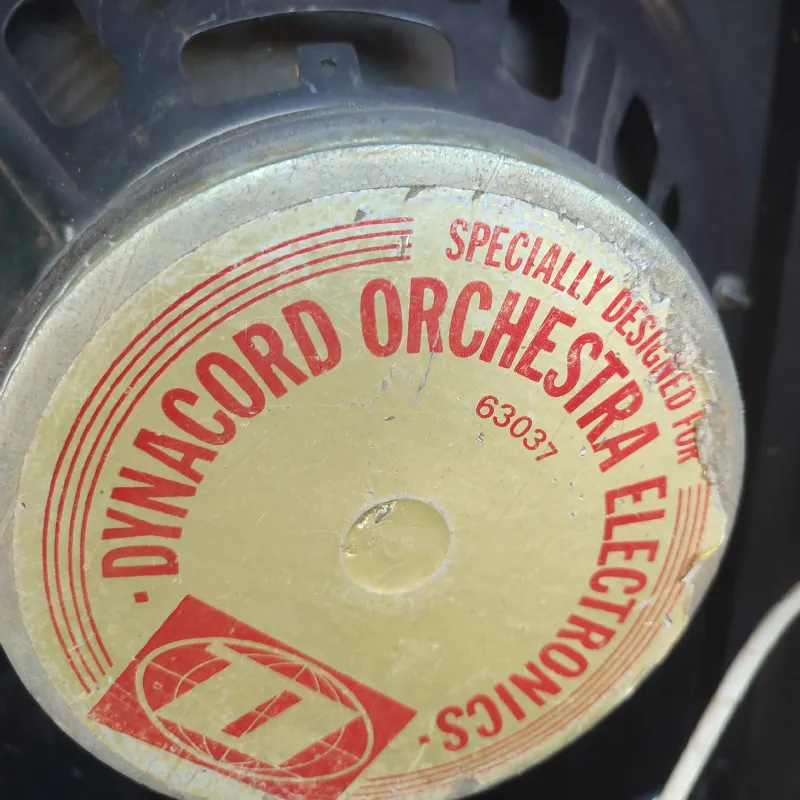 SPECIALLY DESIGNED FOR
·DYNACORD ORCHESTRA ELECTRONICS·
63037